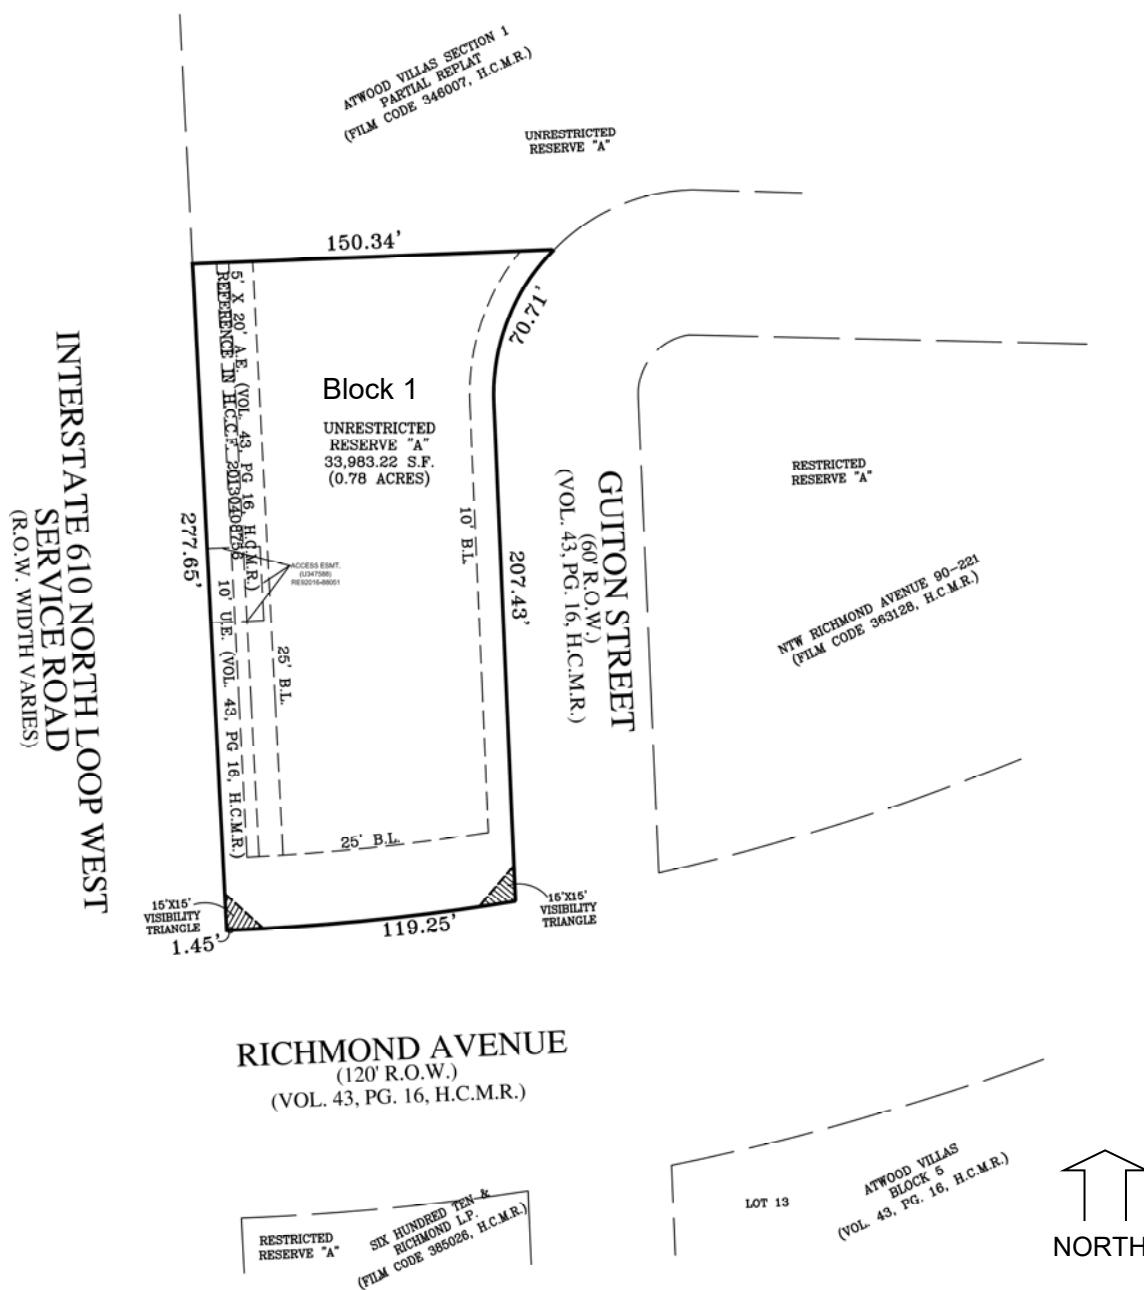 ATWOOD VILLAS SECTION 1
PARTIAL REPLAT
(FILM CODE 346007, H.C.M.R.)
UNRESTRICTED
RESERVE "A"
150.34'
70.71'
5' X 20' A.E. (VOL. 43, PG 16, H.C.M.R.)
REFERENCE IN H.C.C.F. 20130408756
Block 1
UNRESTRICTED
RESERVE "A"
33,983.22 S.F.
(0.78 ACRES)
INTERSTATE 610 NORTH LOOP WEST
SERVICE ROAD
(R.O.W. WIDTH VARIES)
277.65'
ACCESS ESMT.
(U347588)
RE92016-88051
10' U.E. (VOL. 43, PG 16, H.C.M.R.)
25' B.L.
10' B.L.
207.43'
GUITON STREET
(60' R.O.W.)
(VOL. 43, PG. 16, H.C.M.R.)
RESTRICTED
RESERVE "A"
NTW RICHMOND AVENUE 90-221
(FILM CODE 363128, H.C.M.R.)
25' B.L.
15'X15'
VISIBILITY
TRIANGLE
1.45'
119.25'
15'X15'
VISIBILITY
TRIANGLE
RICHMOND AVENUE
(120' R.O.W.)
(VOL. 43, PG. 16, H.C.M.R.)
RESTRICTED
RESERVE "A"
SIX HUNDRED TEN &
RICHMOND L.P.
(FILM CODE 385026, H.C.M.R.)
LOT 13
ATWOOD VILLAS
BLOCK 5
(VOL. 43, PG. 16, H.C.M.R.)
NORTH